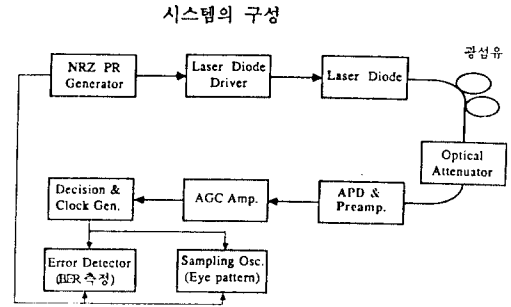 시스템의 구성
광섬유
NRZ PR
Generator
Laser Diode
Driver
Laser Diode
Optical
Attenuator
APD &
Preamp.
AGC Amp.
Decision &
Clock Gen.
Error Detector
(BER 측정)
Sampling Osc.
(Eye pattern)